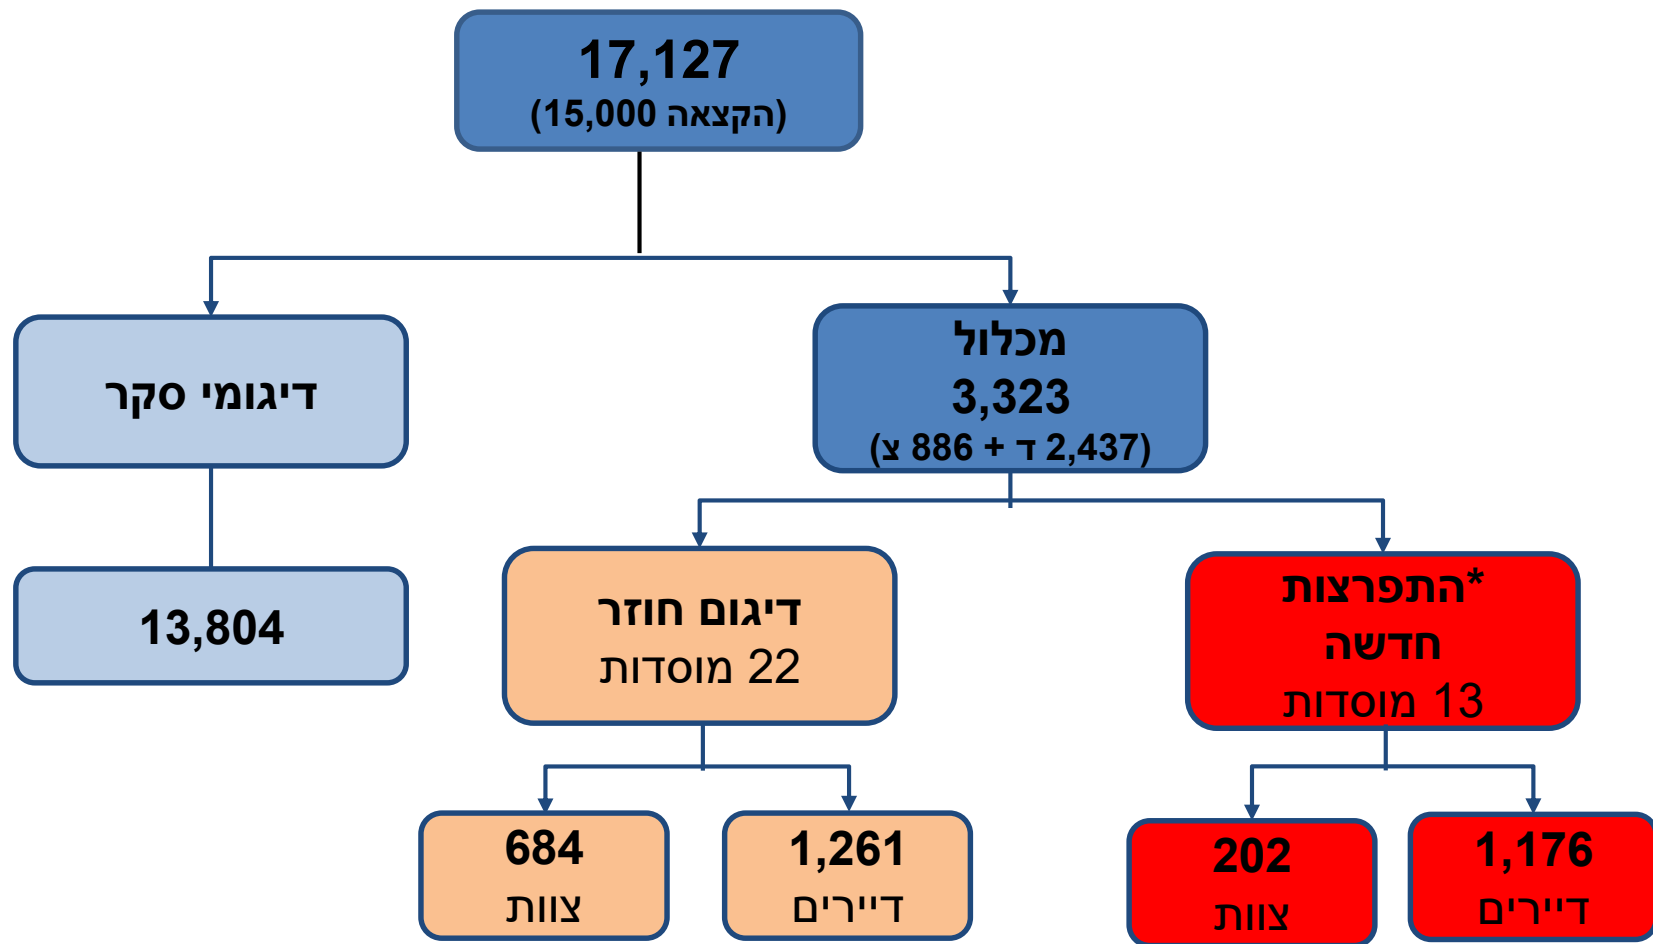 17,127
(הקצאה 15,000)
מכלול
3,323
(2,437 ד + 886 צ)
דיגומי סקר
13,804
*התפרצות
חדשה
13 מוסדות
דיגום חוזר
22 מוסדות
1,176
דיירים
202
צוות
1,261
דיירים
684
צוות